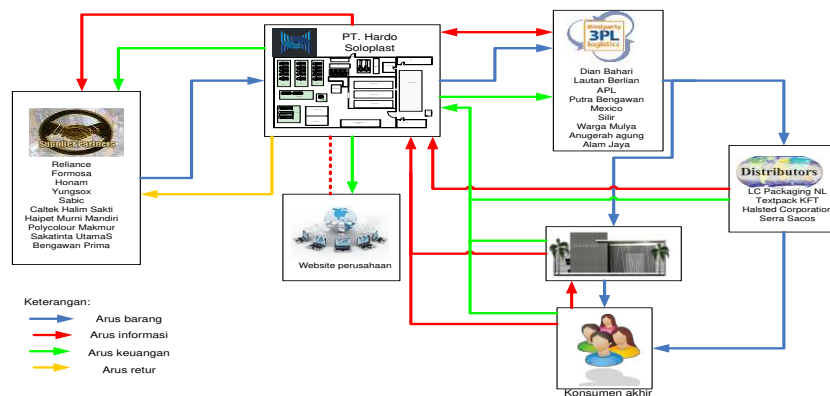 PT. Hardo
Soloplast
thirdparty
3PL
logistics
Dian Bahari
Lautan Berlian
APL
Putra Bengawan
Mexico
Silir
Warga Mulya
Anugerah agung
Alam Jaya
Supplier Partners
Reliance
Formosa
Honam
Yungsox
Sabic
Caltek Halim Sakti
Haipet Murni Mandiri
Polycolour Makmur
Sakatinta UtamaS
Bengawan Prima
Distributors
LC Packaging NL
Textpack KFT
Halsted Corporation
Serra Sacos
Website perusahaan
Keterangan:
Arus barang
Arus informasi
Arus keuangan
Arus retur
Konsumen akhir